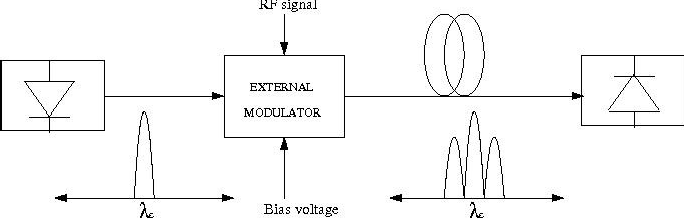 RF signal
EXTERNAL
MODULATOR
Bias voltage
λc
λc